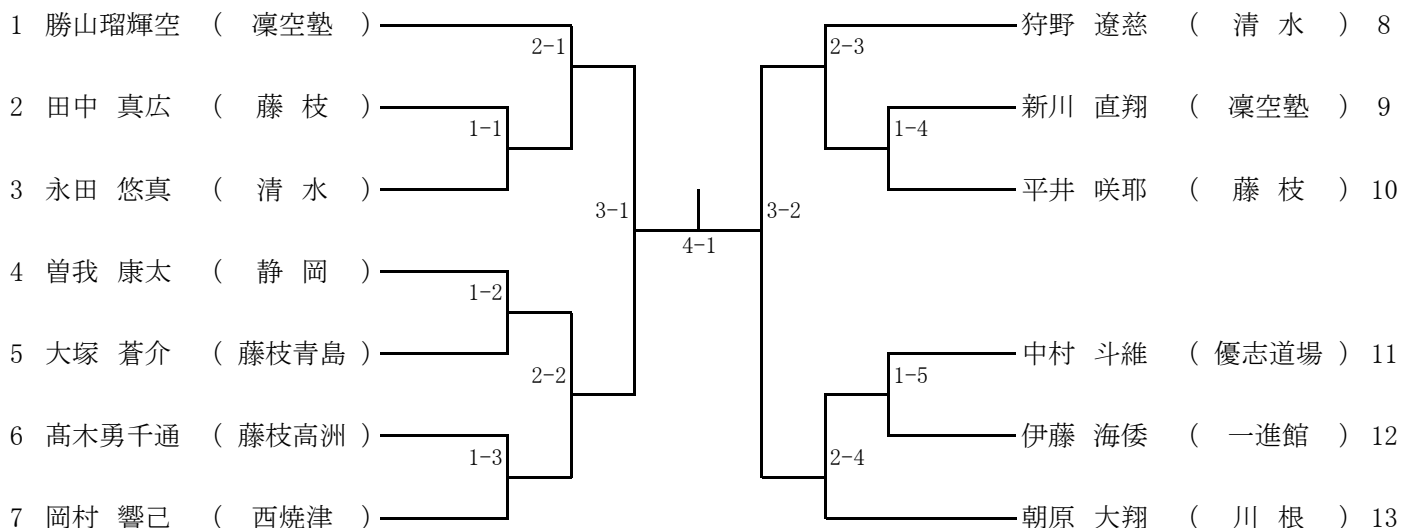 1 勝山瑠輝空 ( 凜空塾 )
2-1
2 田中 真広 ( 藤 枝 )
1-1
3 永田 悠真 ( 清 水 )
3-1
4 曽我 康太 ( 静 岡 )
1-2
5 大塚 蒼介 ( 藤枝青島 )
2-2
6 髙木勇千通 ( 藤枝高洲 )
1-3
7 岡村 響己 ( 西焼津 )
4-1
狩野 遼慈 ( 清 水 ) 8
2-3
新川 直翔 ( 凜空塾 ) 9
1-4
平井 咲耶 ( 藤 枝 ) 10
3-2
中村 斗維 ( 優志道場 ) 11
1-5
伊藤 海倭 ( 一進館 ) 12
2-4
朝原 大翔 ( 川 根 ) 13